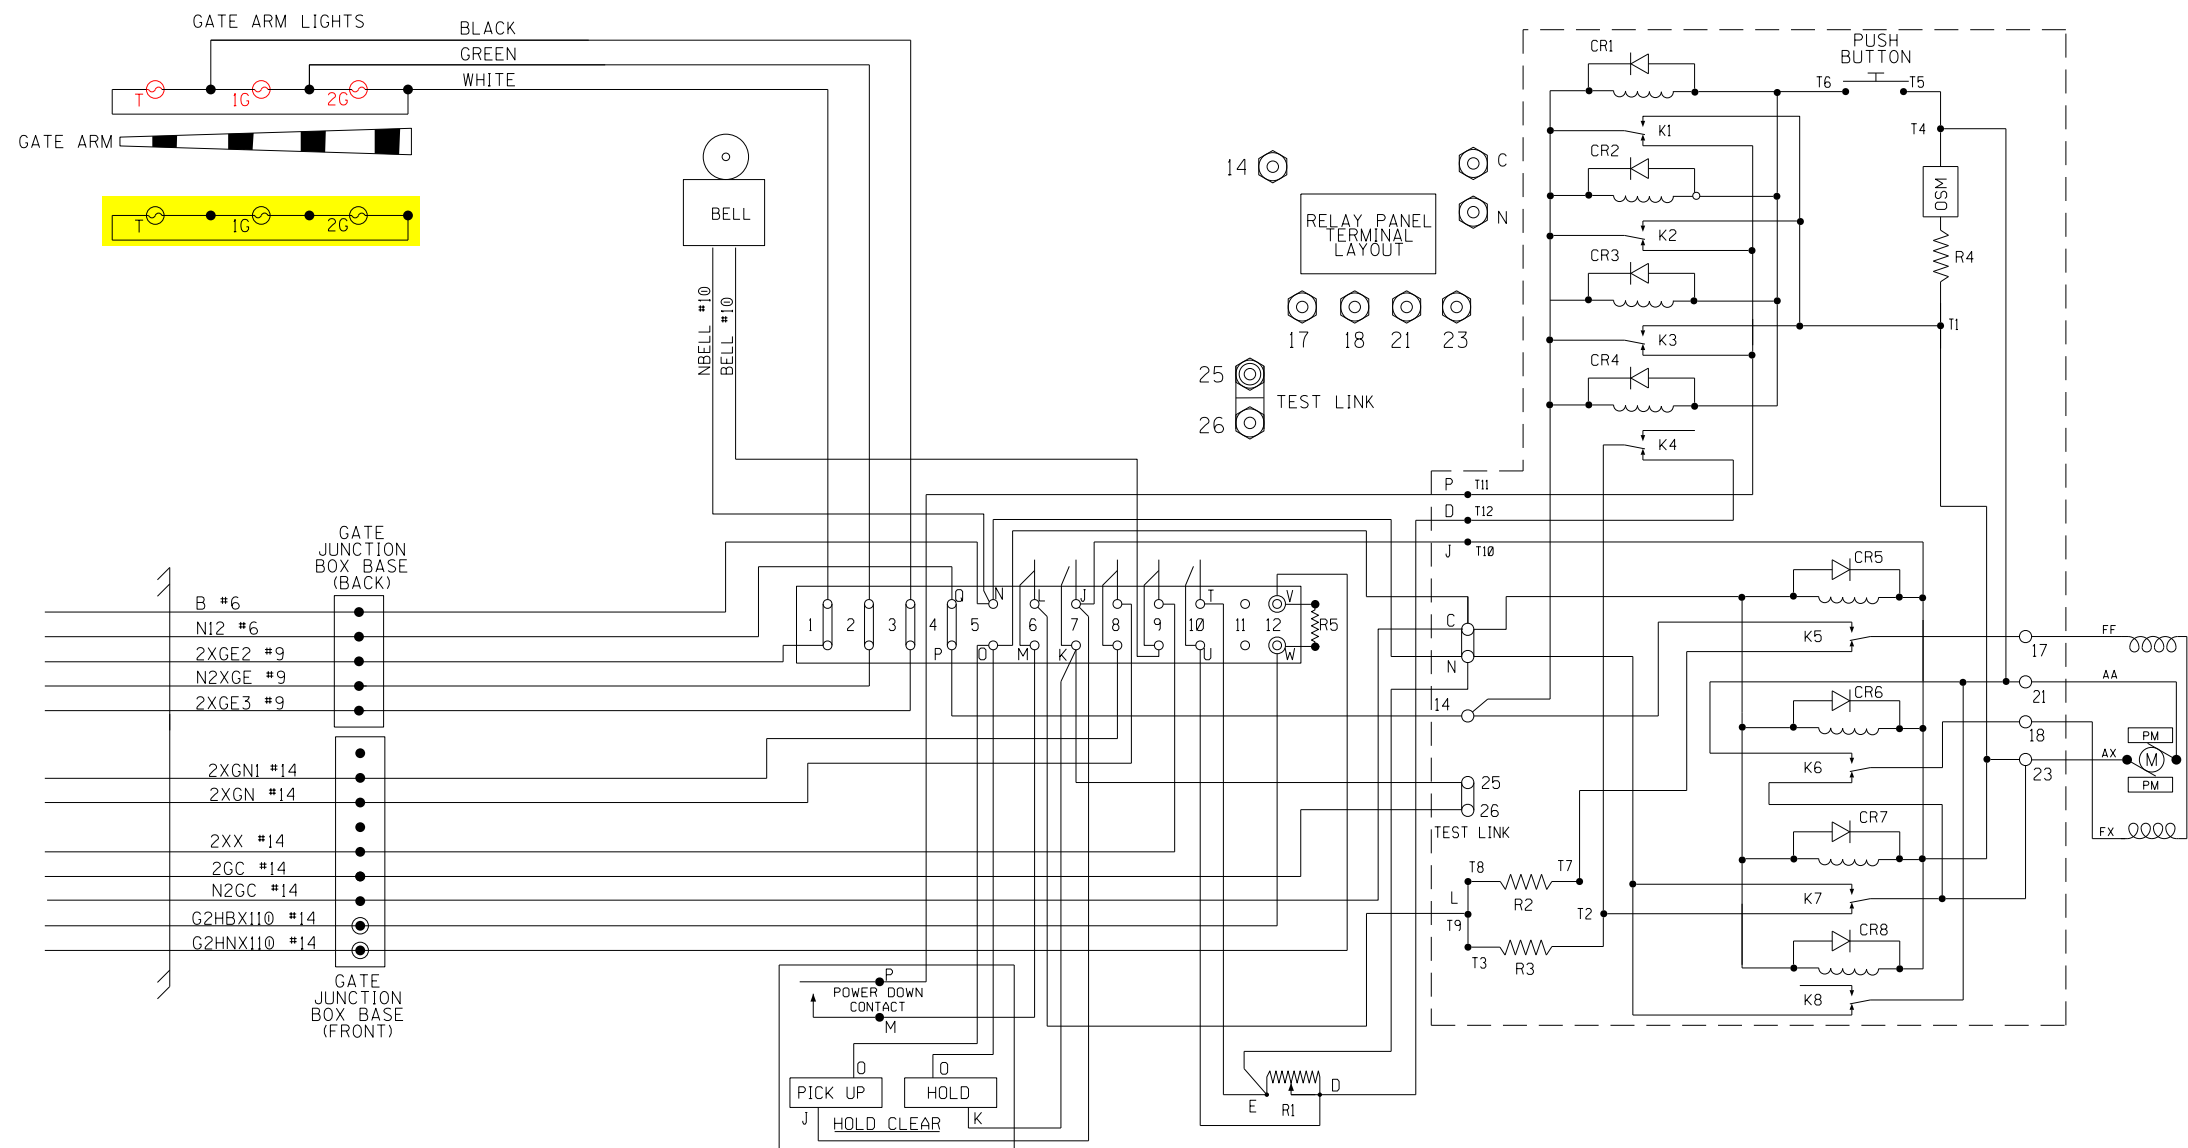 GATE ARM LIGHTS
BLACK
GREEN
WHITE
T
1G
2G
GATE ARM
T
1G
2G
BELL
NBELL #10
BELL #10
14
C
N
RELAY PANEL
TERMINAL
LAYOUT
17
18
21
23
25
26
TEST LINK
PUSH
BUTTON
CR1
T6
T5
K1
T4
CR2
OSM
K2
R4
CR3
T1
K3
CR4
K4
P
T11
D
T12
J
T10
GATE
JUNCTION
BOX BASE
(BACK)
B #6
N12 #6
2XGE2 #9
N2XGE #9
2XGE3 #9
2XGN1 #14
2XGN #14
2XX #14
2GC #14
N2GC #14
G2HBX110 #14
G2HNX110 #14
GATE
JUNCTION
BOX BASE
(FRONT)
Q
N
L
J
T
V
1
2
3
4
5
6
7
8
9
10
11
12
R5
P
O
M
K
U
W
C
N
14
25
26
TEST LINK
T8
T7
R2
L
T9
T2
T3
R3
CR5
K5
FF
17
CR6
AA
21
18
K6
AX
23
PM
M
PM
CR7
FX
K7
CR8
K8
P
POWER DOWN
CONTACT
M
O
O
PICK UP
HOLD
J
HOLD CLEAR
K
E
R1
D